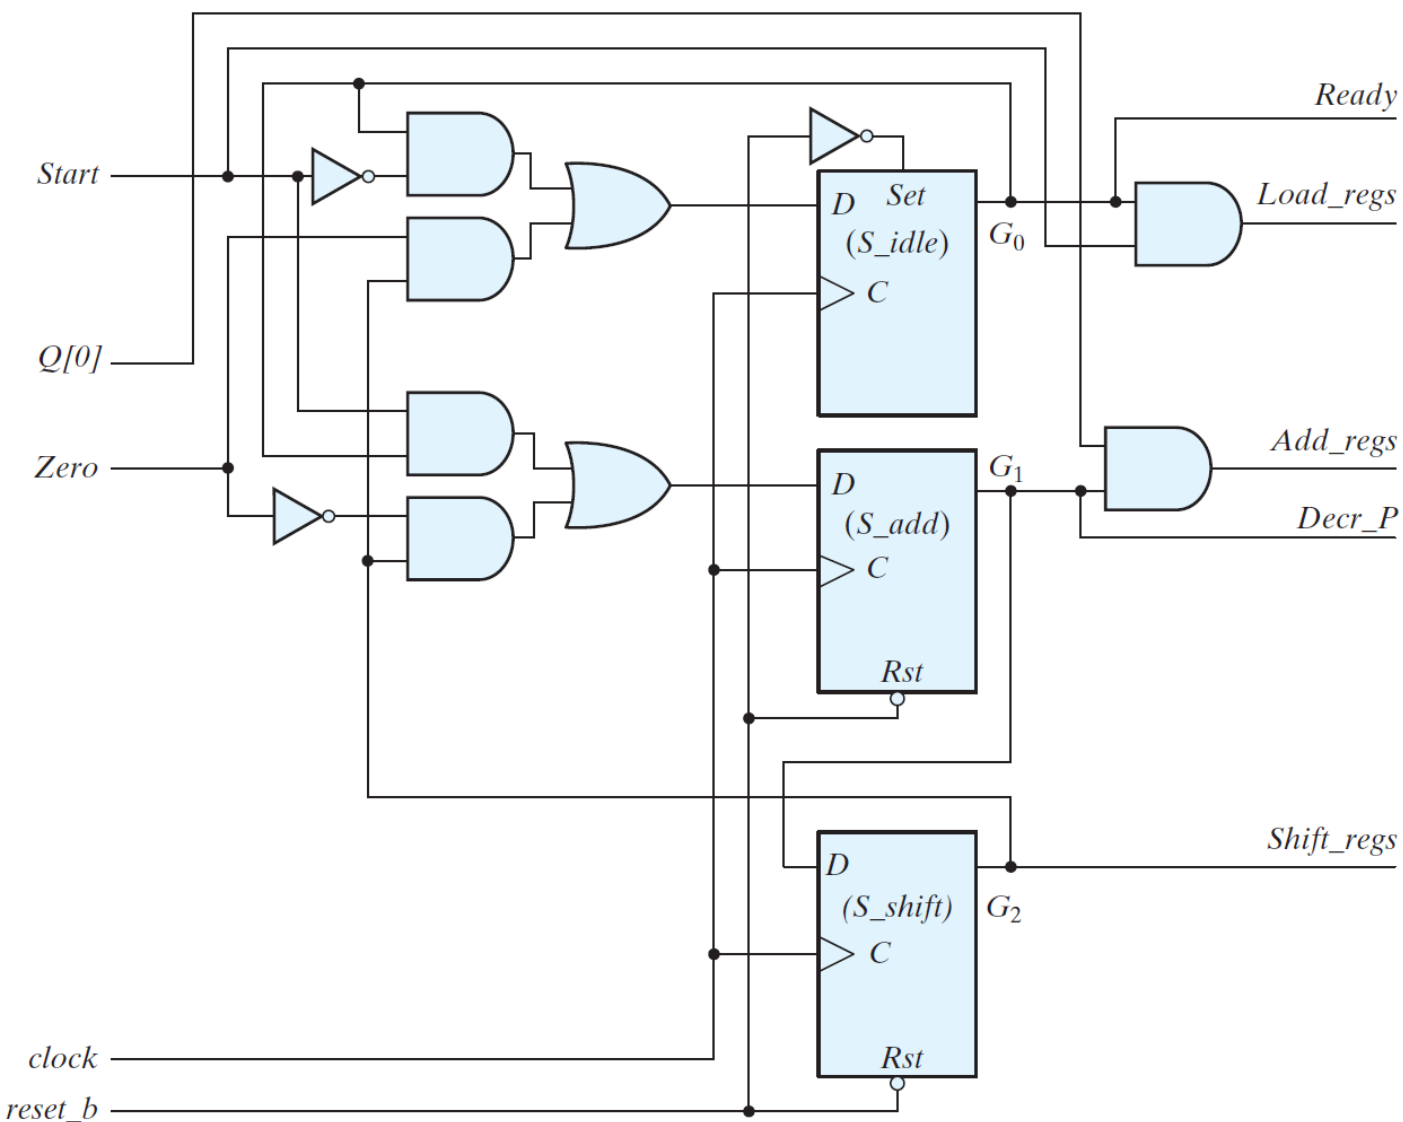 Ready
Start
Load_regs
D Set
(S_idle)
G0
C
Q[0]
Zero
Add_regs
G1
D
(S_add)
Decr_P
C
Rst
Shift_regs
D
(S_shift)
G2
C
clock
Rst
reset_b